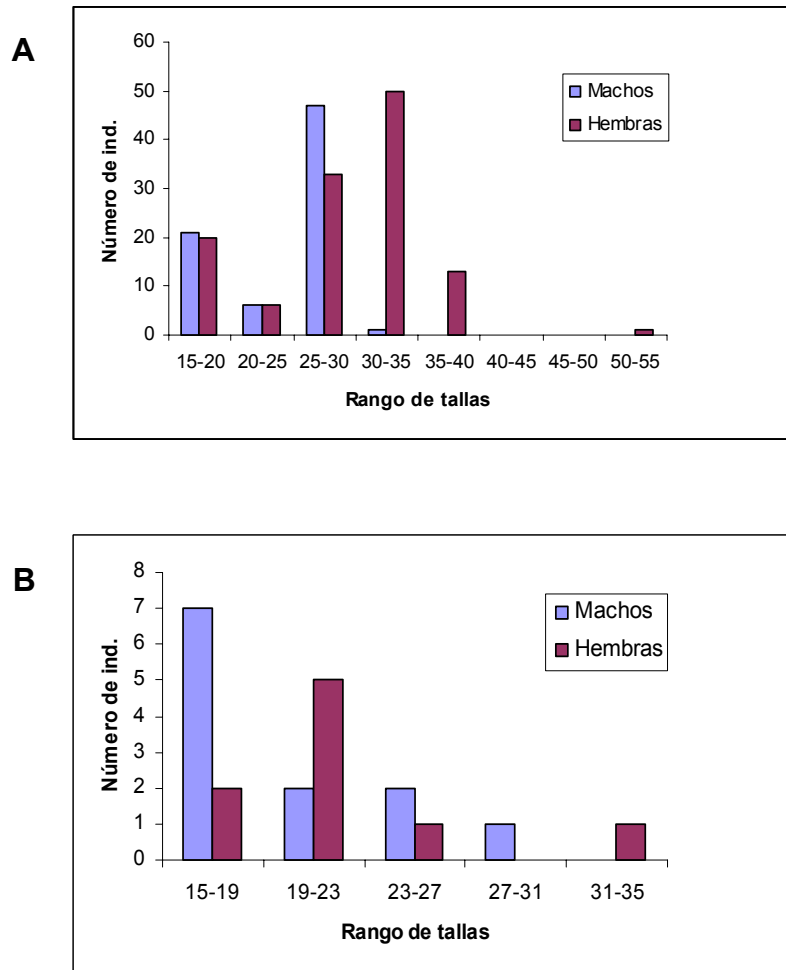 A
60
50
40
30
20
10
0
Número de ind.
Machos
Hembras
15-20 20-25 25-30 30-35 35-40 40-45 45-50 50-55
Rango de tallas
B
8
7
6
5
4
3
2
1
0
Número de ind.
Machos
Hembras
15-19 19-23 23-27 27-31 31-35
Rango de tallas